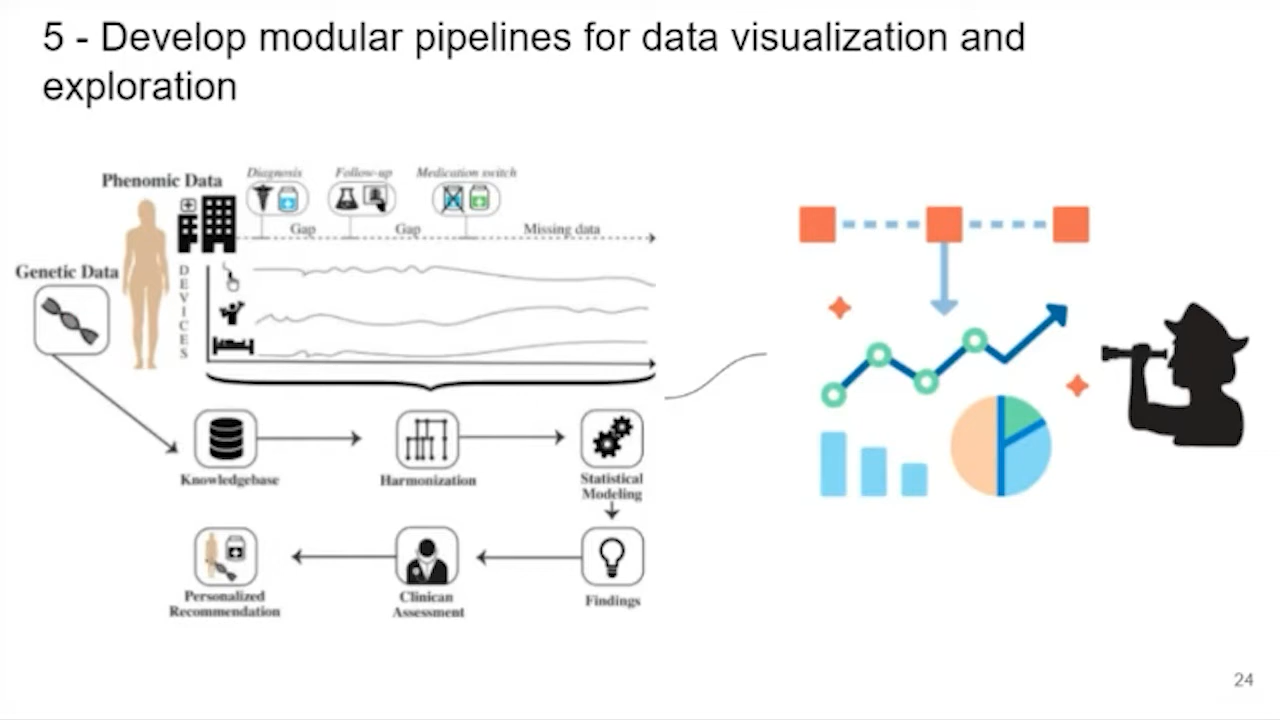 5 - Develop modular pipelines for data visualization and
exploration
Phenomic Data
Diagnosis
Follow-up
Medication switch
Gap
Gap
Missing data
Genetic Data
DEVICES
Knowledgebase
Harmonization
Statistical
Modeling
Personalized
Recommendation
Clinican
Assessment
Findings
24